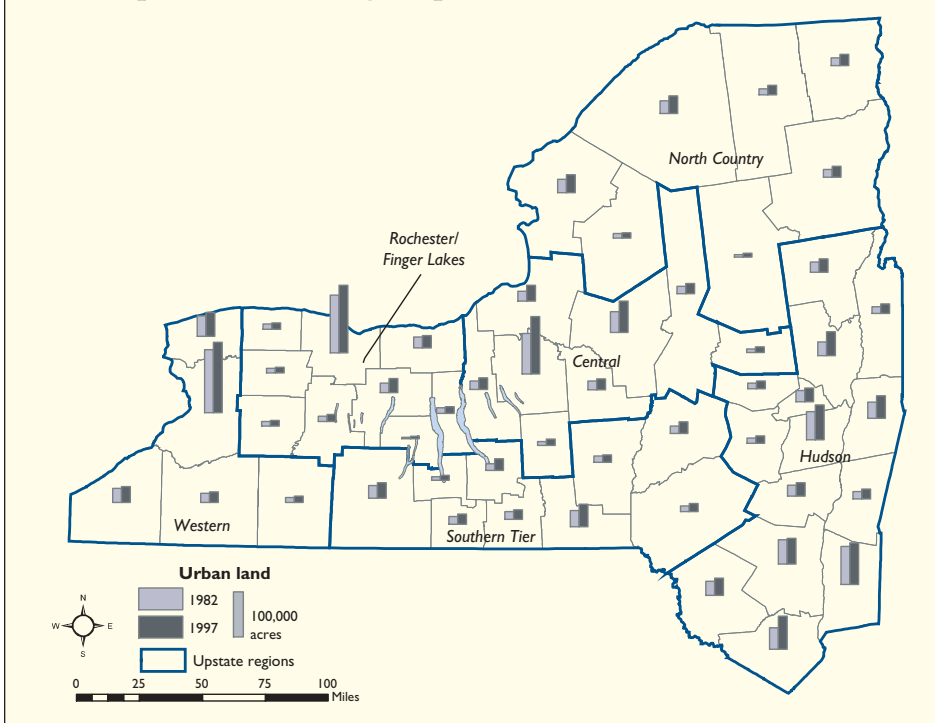 North Country
Rochester/
Finger Lakes
Central
Hudson
Western
Southern Tier
Urban land
1982
1997
100,000
acres
Upstate regions
N
W
E
S
0
25
50
75
100
Miles